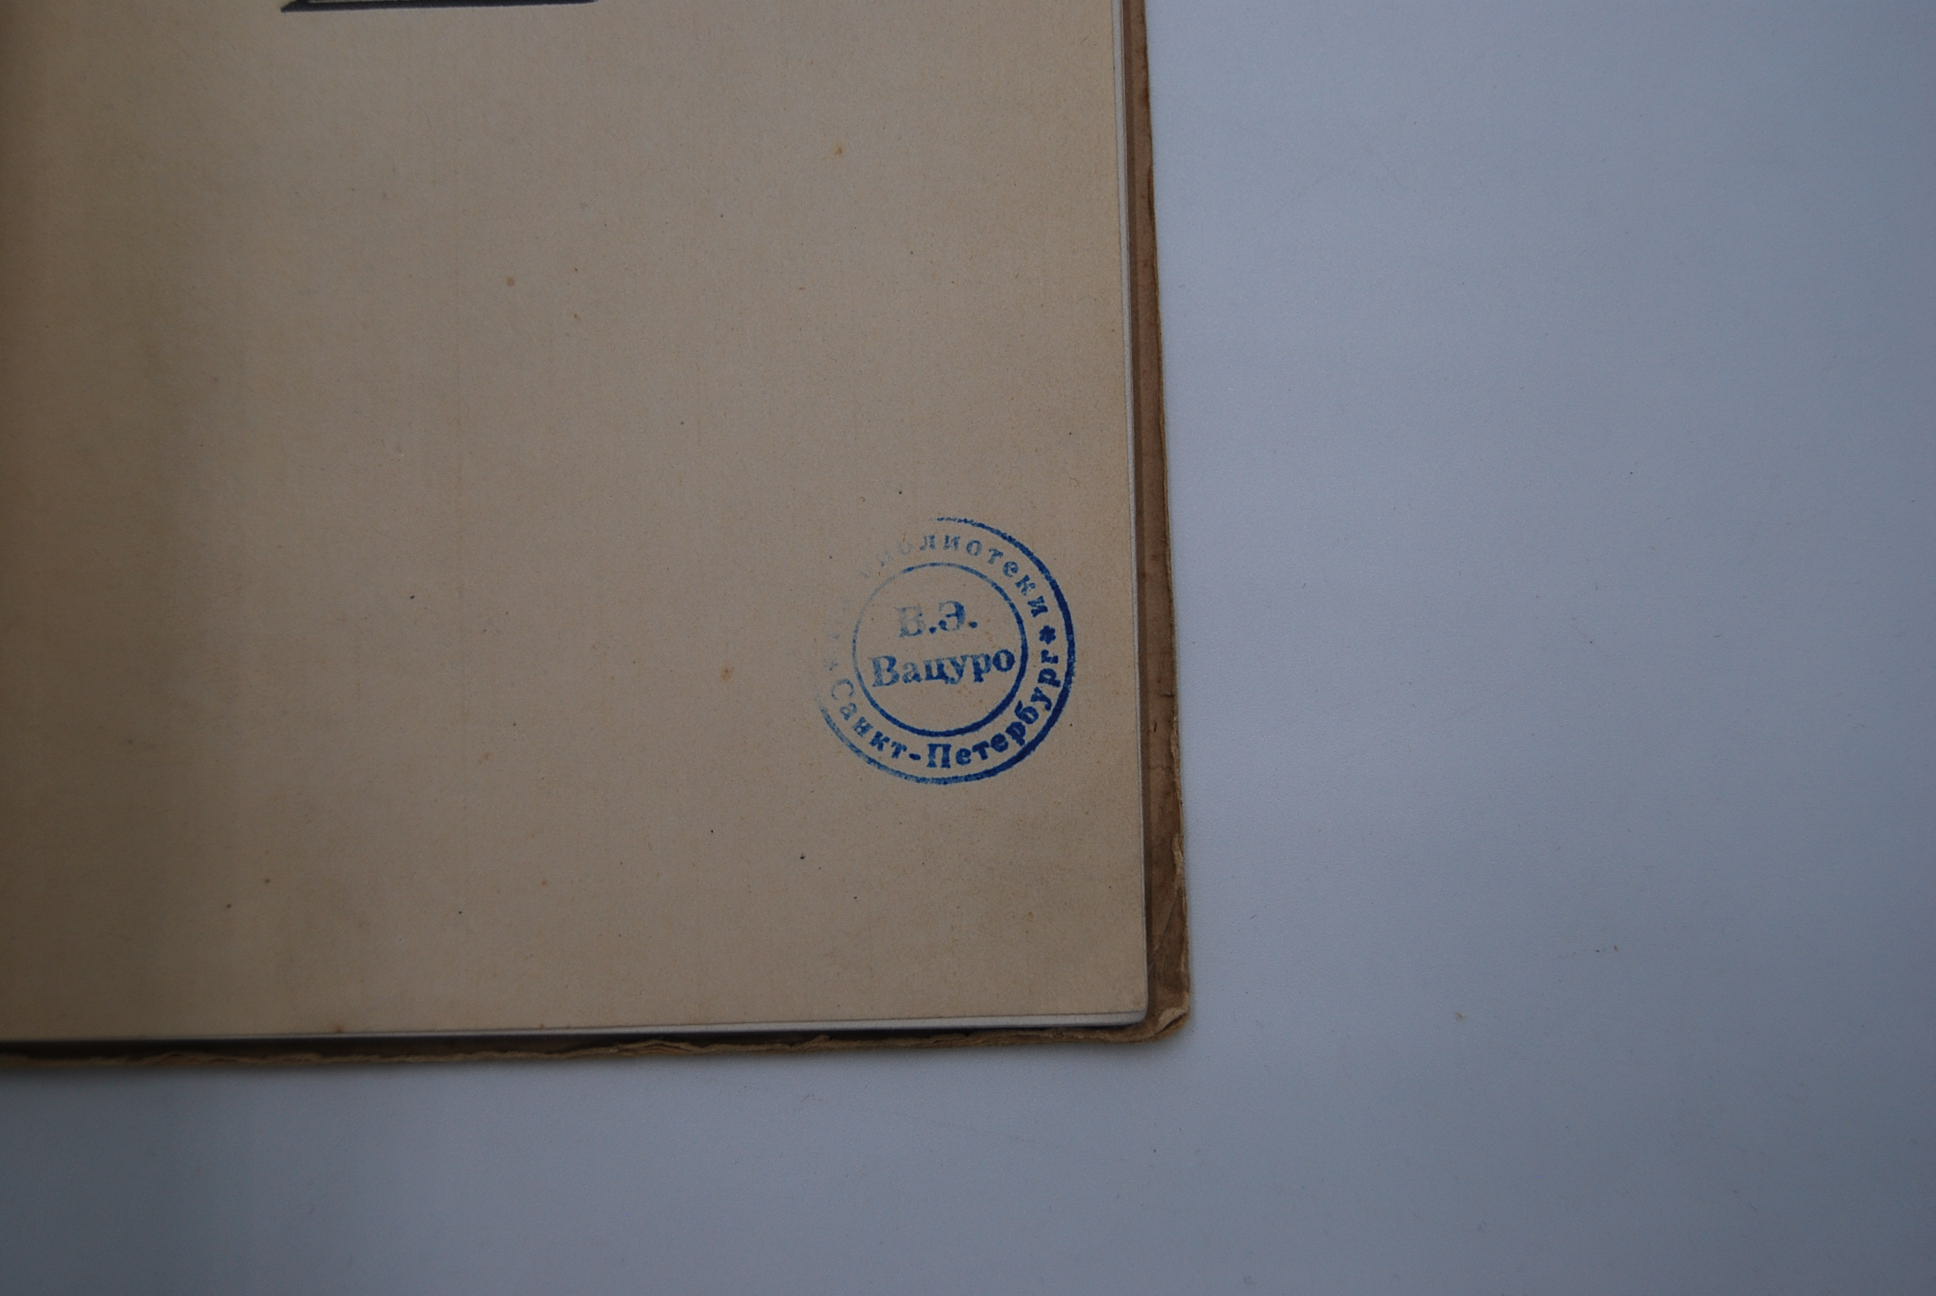 библиотеки
В.Э.
Вацуро
* Санкт-Петербург *